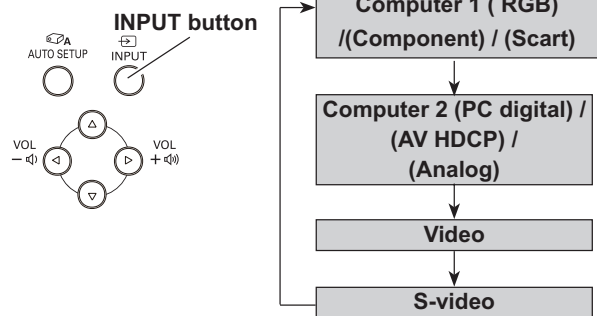 INPUT button
A
AUTO SETUP
INPUT
VOL
−
VOL
+
Computer 1 ( RGB)
/(Component) / (Scart)
Computer 2 (PC digital) /
(AV HDCP) /
(Analog)
Video
S-video